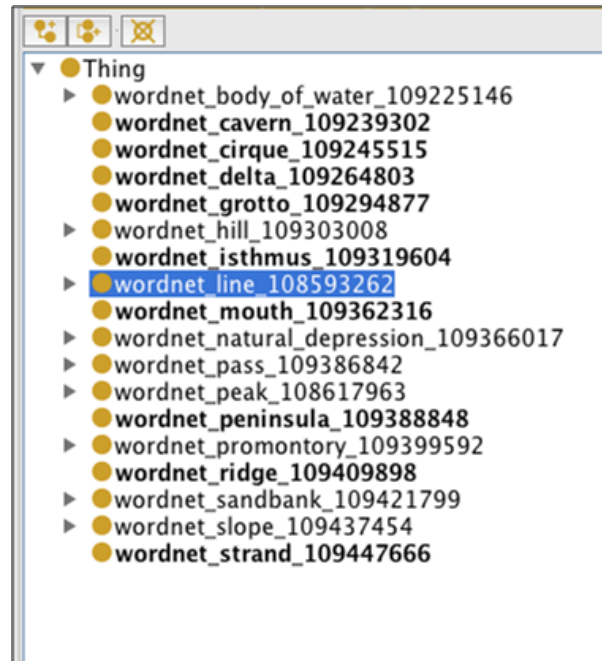 Thing
wordnet_body_of_water_109225146
wordnet_cavern_109239302
wordnet_cirque_109245515
wordnet_delta_109264803
wordnet_grotto_109294877
wordnet_hill_109303008
wordnet_isthmus_109319604
wordnet_line_108593262
wordnet_mouth_109362316
wordnet_natural_depression_109366017
wordnet_pass_109386842
wordnet_peak_108617963
wordnet_peninsula_109388848
wordnet_promontory_109399592
wordnet_ridge_109409898
wordnet_sandbank_109421799
wordnet_slope_109437454
wordnet_strand_109447666